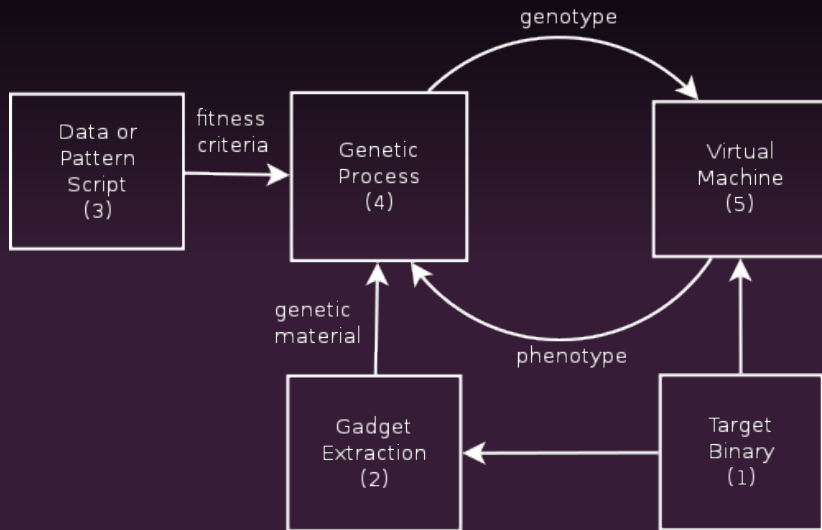 genotype
Data or
Pattern
Script
(3)
fitness
criteria
Genetic
Process
(4)
Virtual
Machine
(5)
genetic
material
phenotype
Gadget
Extraction
(2)
Target
Binary
(1)